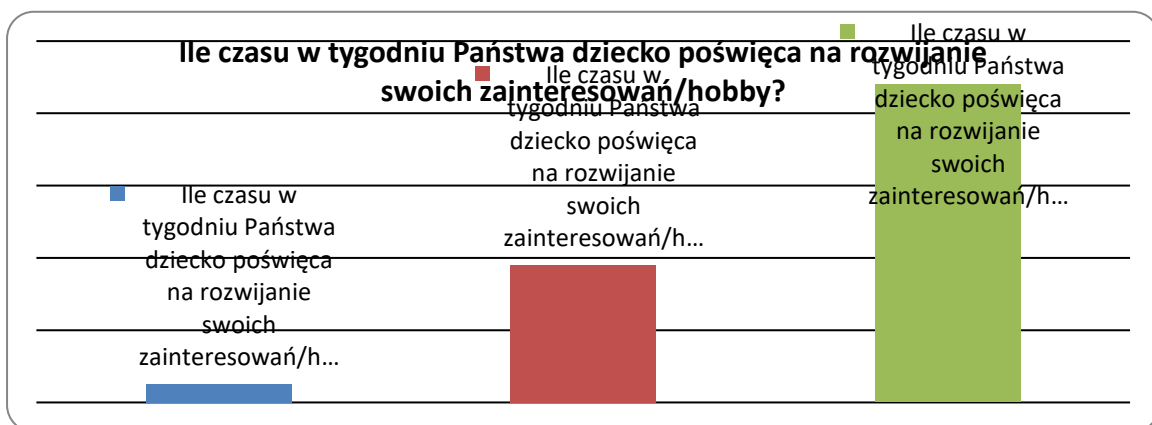 Ile czasu w tygodniu Państwa dziecko poświęca na rozwijanie
swoich zainteresowań/hobby?
Ile czasu w
tygodniu Państwa
dziecko poświęca
na rozwijanie
swoich
zainteresowań/h...
Ile czasu w
tygodniu Państwa
dziecko poświęca
na rozwijanie
swoich
zainteresowań/h...
Ile czasu w
tygodniu Państwa
dziecko poświęca
na rozwijanie
swoich
zainteresowań/h...